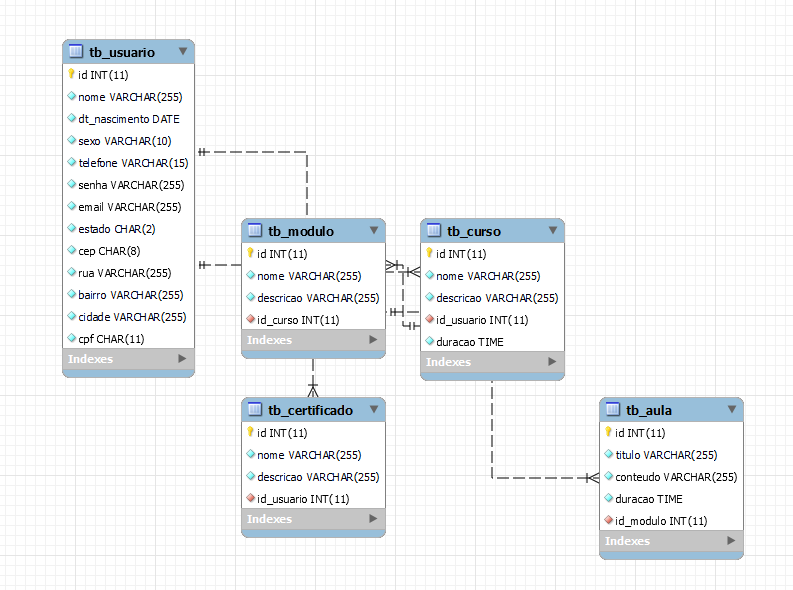 tb_usuario
id INT(11)
nome VARCHAR(255)
dt_nascimento DATE
sexo VARCHAR(10)
telefone VARCHAR(15)
senha VARCHAR(255)
email VARCHAR(255)
estado CHAR(2)
cep CHAR(8)
rua VARCHAR(255)
bairro VARCHAR(255)
cidade VARCHAR(255)
cpf CHAR(11)
Indexes
tb_modulo
id INT(11)
nome VARCHAR(255)
descricao VARCHAR(255)
id_curso INT(11)
Indexes
tb_curso
id INT(11)
nome VARCHAR(255)
descricao VARCHAR(255)
id_usuario INT(11)
duracao TIME
Indexes
tb_certificado
id INT(11)
nome VARCHAR(255)
descricao VARCHAR(255)
id_usuario INT(11)
Indexes
tb_aula
id INT(11)
titulo VARCHAR(255)
conteudo VARCHAR(255)
duracao TIME
id_modulo INT(11)
Indexes